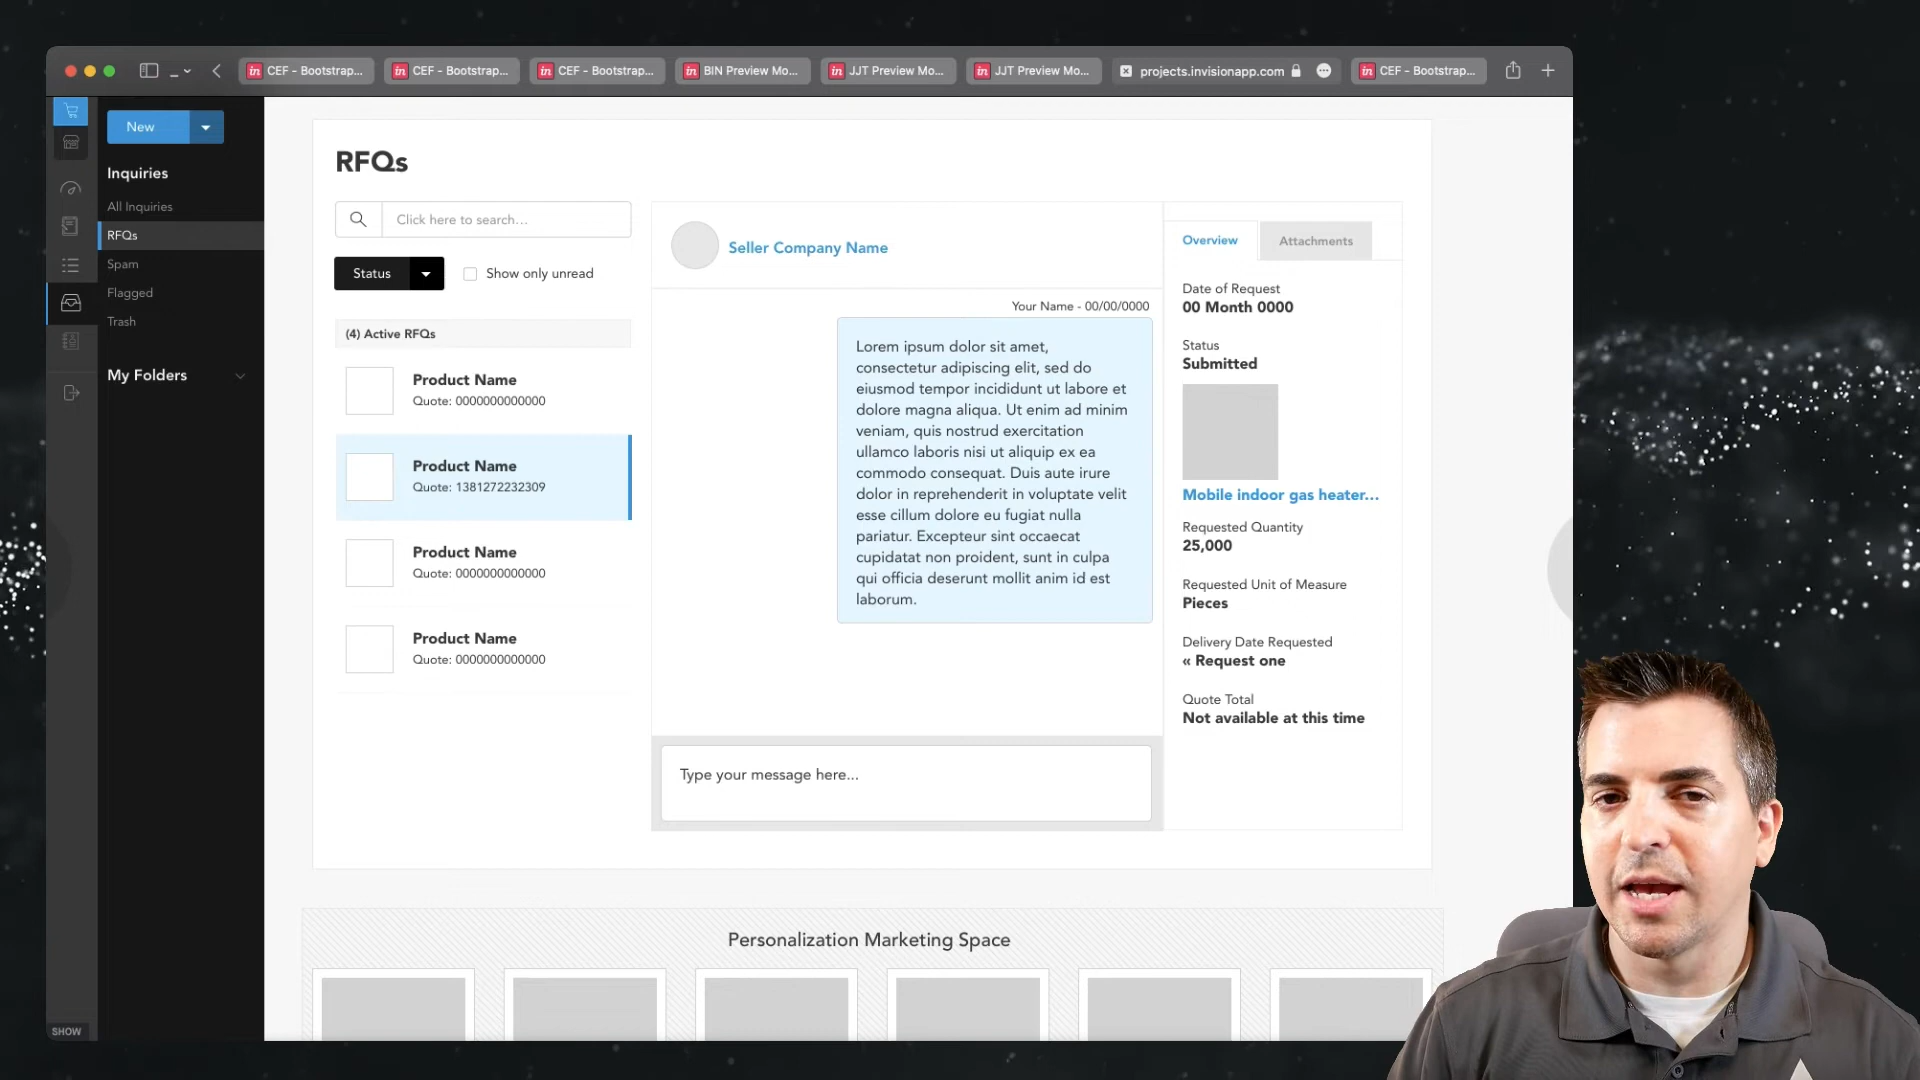 CEF - Bootstrap...
CEF - Bootstrap...
CEF - Bootstrap...
BIN Preview Mo...
JJT Preview Mo...
JJT Preview Mo...
projects.invisionapp.com
CEF - Bootstrap...
New
Inquiries
All Inquiries
RFQs
Spam
Flagged
Trash
My Folders
SHOW
RFQs
Click here to search...
Status
Show only unread
(4) Active RFQs
Product Name
Quote: 0000000000000
Product Name
Quote: 1381272232309
Product Name
Quote: 0000000000000
Product Name
Quote: 0000000000000
Seller Company Name
Your Name - 00/00/0000
Lorem ipsum dolor sit amet,
consectetur adipiscing elit, sed do
eiusmod tempor incididunt ut labore et
dolore magna aliqua. Ut enim ad minim
veniam, quis nostrud exercitation
ullamco laboris nisi ut aliquip ex ea
commodo consequat. Duis aute irure
dolor in reprehenderit in voluptate velit
esse cillum dolore eu fugiat nulla
pariatur. Excepteur sint occaecat
cupidatat non proident, sunt in culpa
qui officia deserunt mollit anim id est
laborum.
Type your message here...
Overview
Attachments
Date of Request
00 Month 0000
Status
Submitted
Mobile indoor gas heater...
Requested Quantity
25,000
Requested Unit of Measure
Pieces
Delivery Date Requested
« Request one
Quote Total
Not available at this time
Personalization Marketing Space